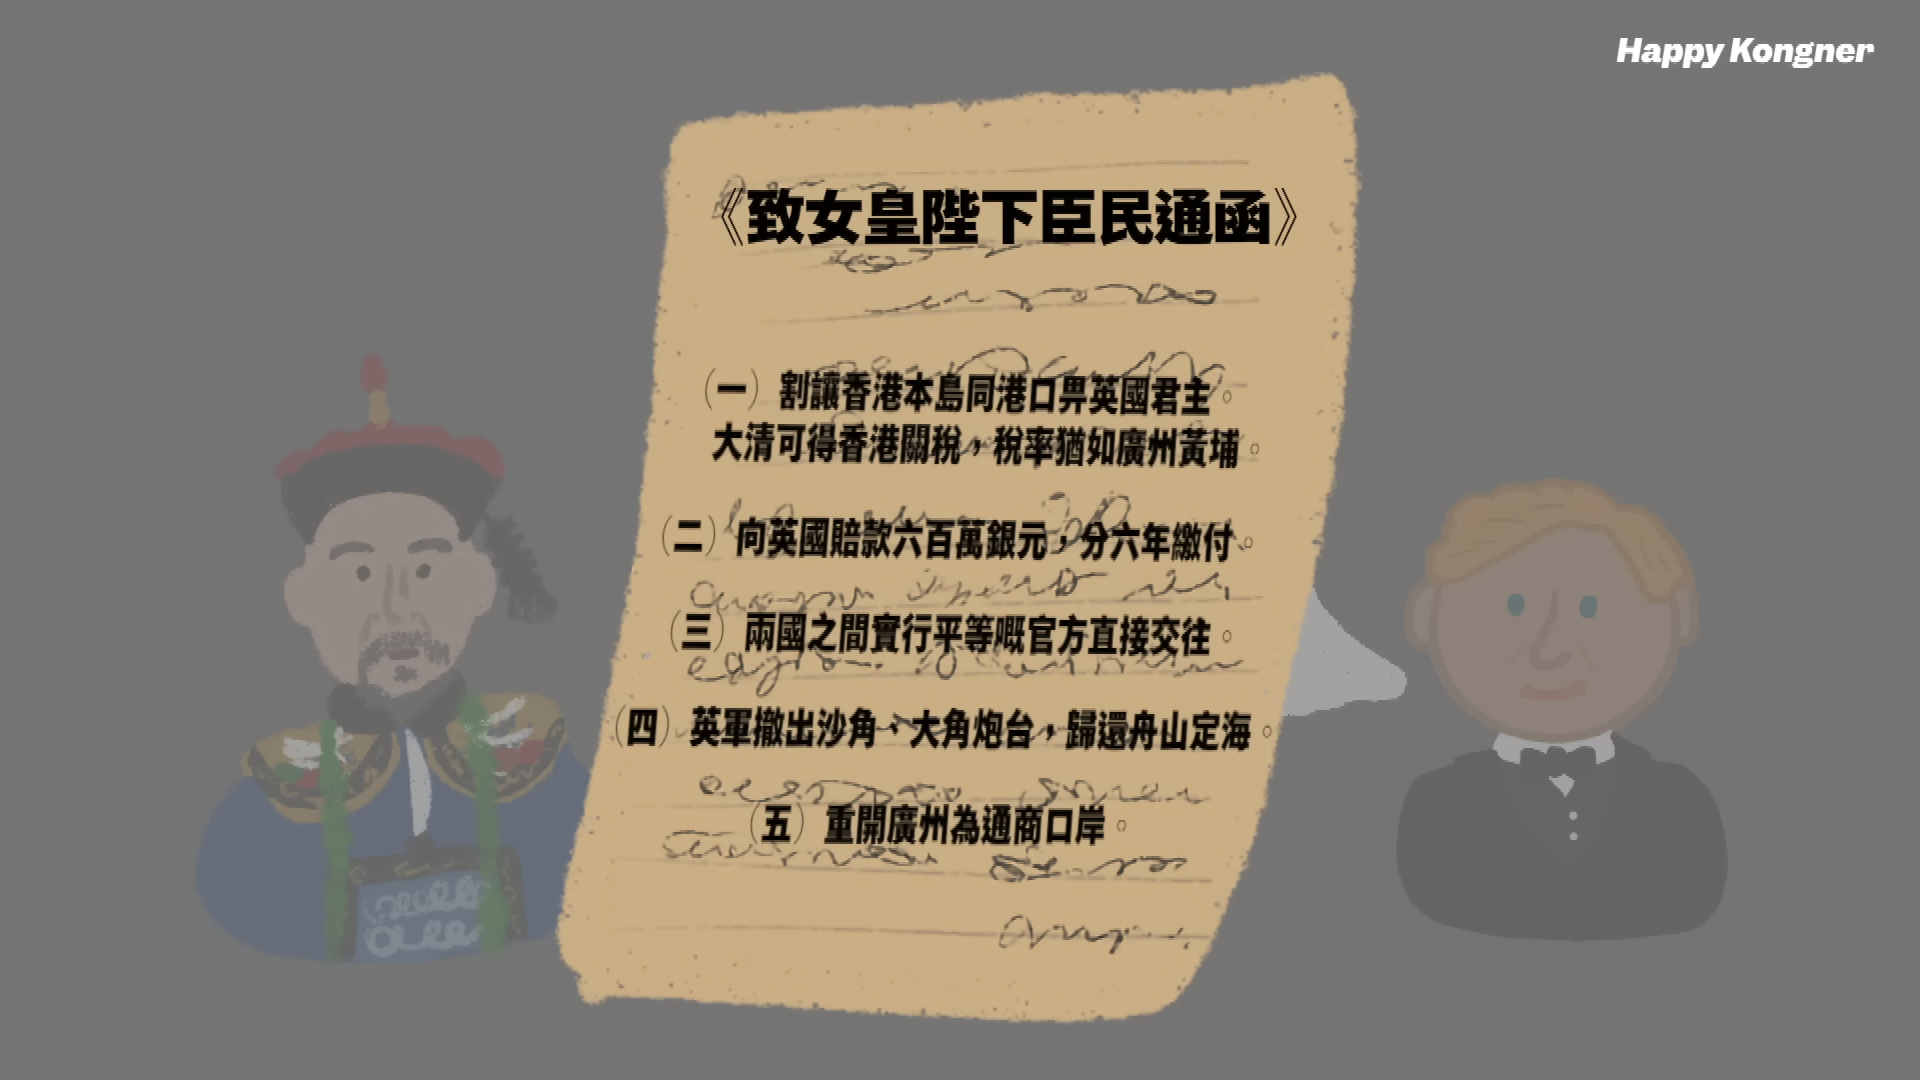 Happy Kongner
《致女皇陛下臣民通函》
（一）割讓香港本島同港口畀英國君主。
大清可得香港關稅，稅率猶如廣州黃埔。
（二）向英國賠款六百萬銀元，分六年繳付。
（三）兩國之間實行平等嘅官方直接交往。
（四）英軍撤出沙角、大角炮台，歸還舟山定海。
（五）重開廣州為通商口岸。